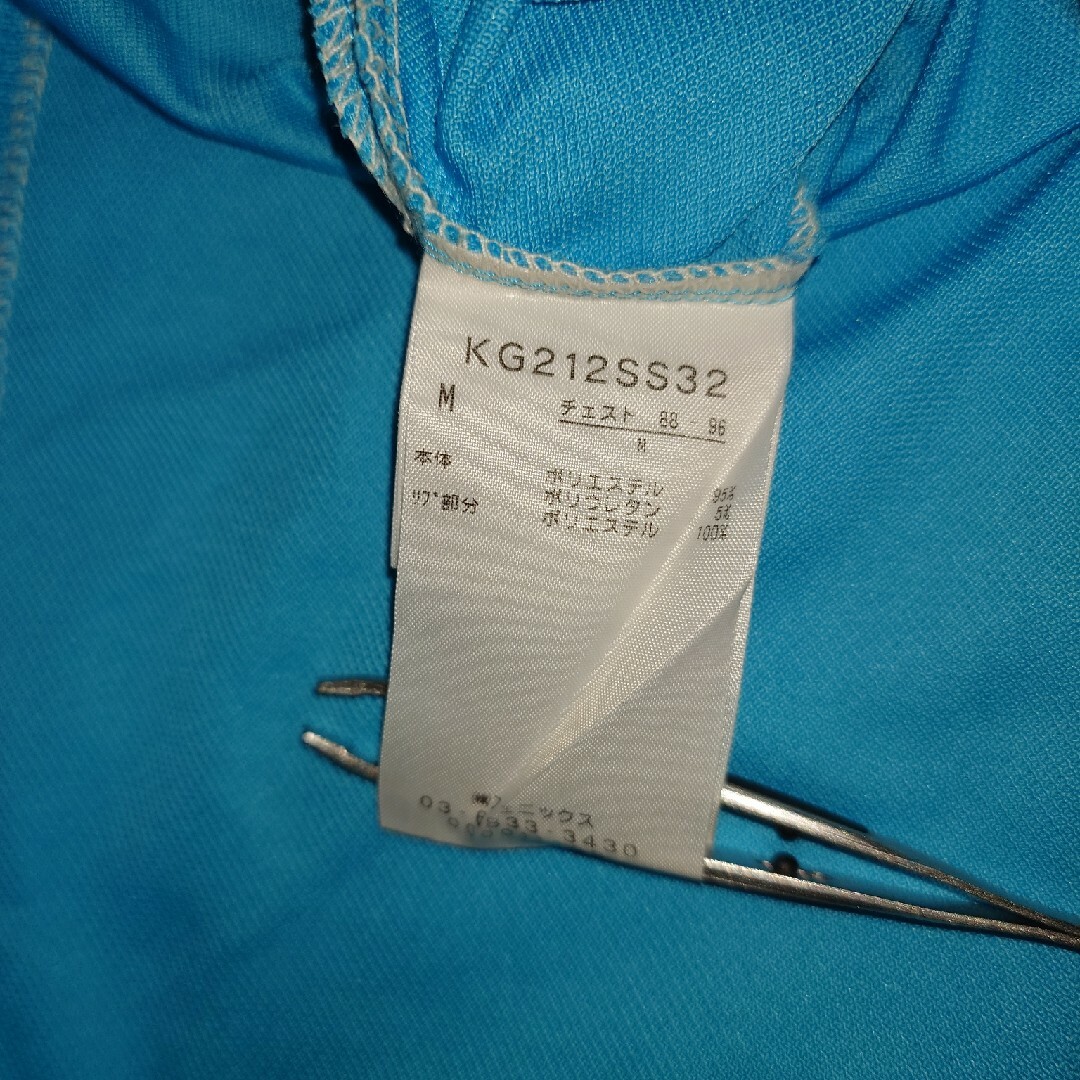 KG212SS32
M チェスト 88 - 96
M
本体 ポリエステル 95%
ポリウレタン 5%
リブ部分 ポリエステル 100%
㈱フェニックス
3430